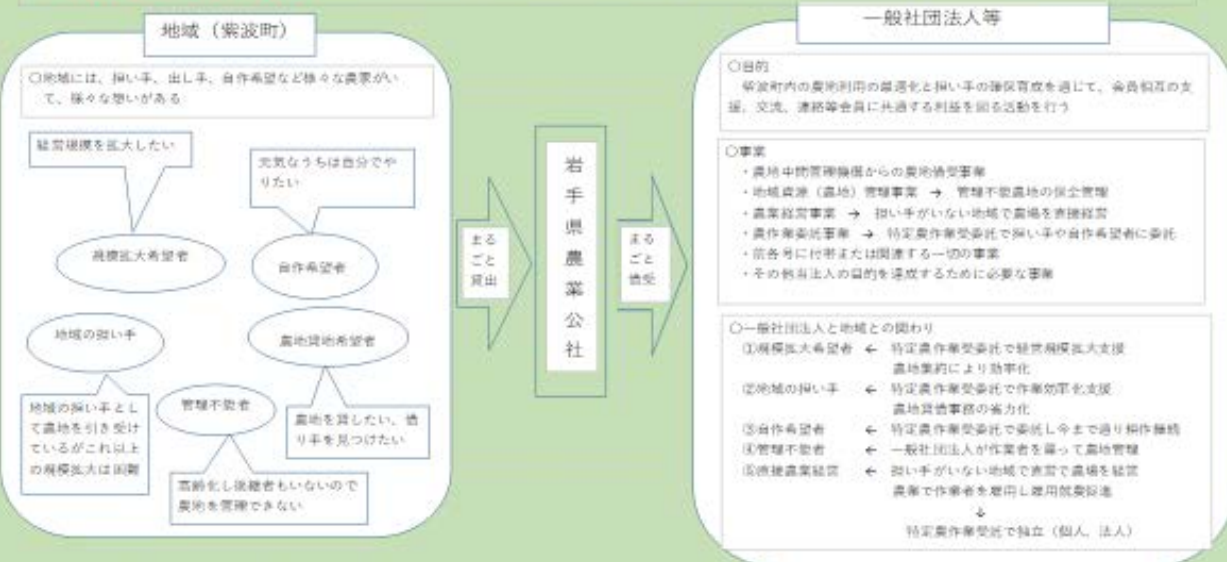 地域（紫波町）
〇地域には、担い手、出し手、自作希望など様々な農家がい
て、様々な想いがある
経営規模を拡大したい
元気なうちは自分でや
りたい
規模拡大希望者
自作希望者
地域の担い手
農地貸地希望者
管理不能者
地域の担い手とし
て農地を引き受け
ているがこれ以上
の規模拡大は困難
農地を貸したい、借
り手を見つけたい
高齢化し後継者もいないので
農地を管理できない
まる
ごと
貸出
岩手県農業公社
まる
ごと
借受
一般社団法人等
〇目的
紫波町内の農地利用の最適化と担い手の確保育成を通じて、会員相互の支
援、交流、連絡等会員に共通する利益を図る活動を行う
〇事業
・農地中間管理機構からの農地借受事業
・地域資源（農地）管理事業 → 管理不能農地の保全管理
・農業経営事業 → 担い手がいない地域で農場を直接経営
・農作業委託事業 → 特定農作業受委託で担い手や自作希望者に委託
・前各号に付帯または関連する一切の事業
・その他当法人の目的を達成するために必要な事業
〇一般社団法人と地域との関わり
①規模拡大希望者 ← 特定農作業受委託で経営規模拡大支援
農地集約により効率化
②地域の担い手 ← 特定農作業受委託で作業効率化支援
農地貸借事務の省力化
③自作希望者 ← 特定農作業受委託で委託し今まで通り耕作継続
④管理不能者 ← 一般社団法人が作業者を雇って農地管理
⑤直接農業経営 ← 担い手がいない地域で直営で農場を経営
農業で作業者を雇用し雇用就農促進
↓
特定農作業受託で独立（個人、法人）